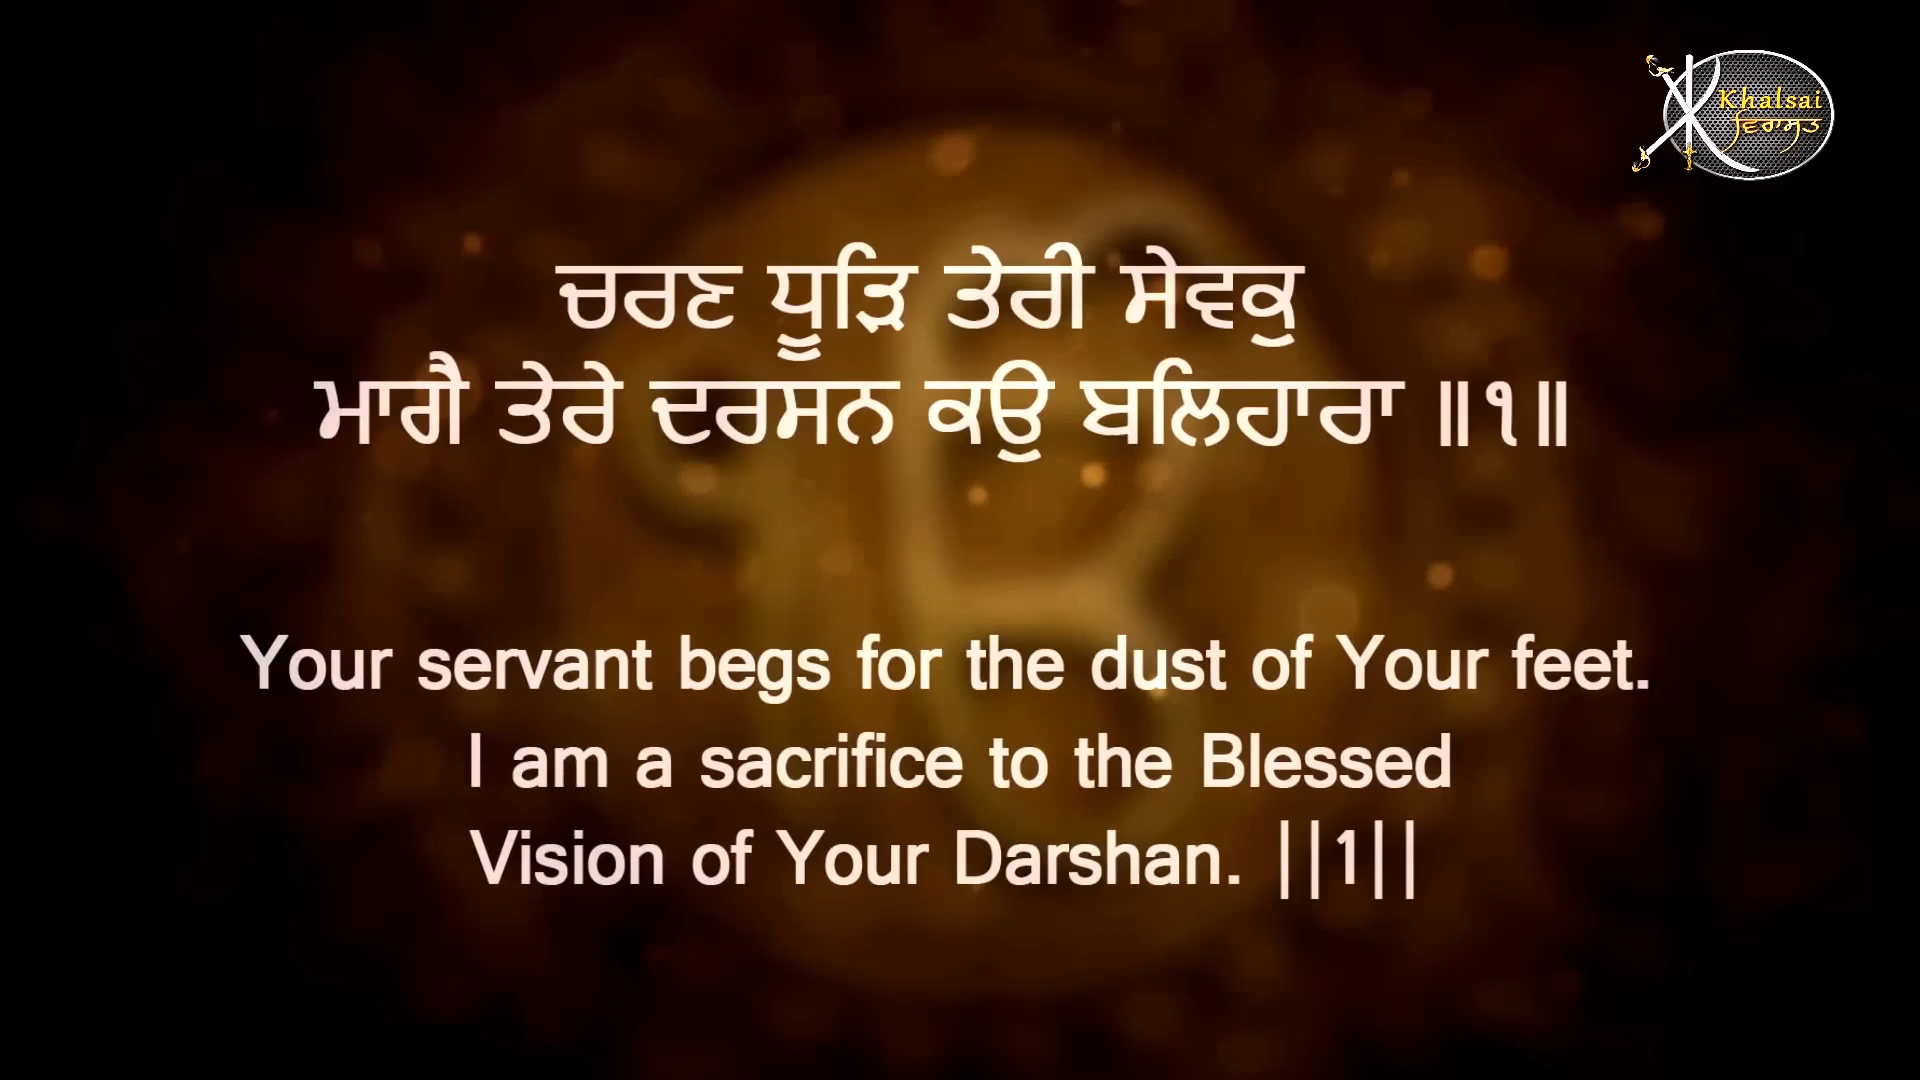 Khalsai
ਵਿਰਾਸਤ
ਚਰਣ ਧੂੜਿ ਤੇਰੀ ਸੇਵਕੁ
ਮਾਗੈ ਤੇਰੇ ਦਰਸਨ ਕਉ ਬਲਿਹਾਰਾ ॥੧॥
Your servant begs for the dust of Your feet.
I am a sacrifice to the Blessed
Vision of Your Darshan. ||1||